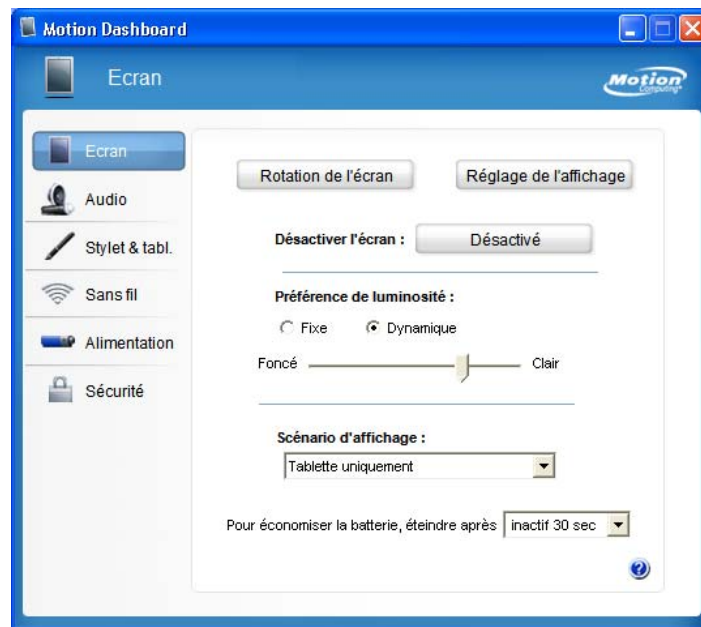 Motion Dashboard
Ecran
Motion
Computing
Ecran
Audio
Stylet & tabl.
Sans fil
Alimentation
Sécurité
Rotation de l'écran
Réglage de l'affichage
Désactiver l'écran : Désactivé
Préférence de luminosité :
Fixe Dynamique
Foncé Clair
Scénario d'affichage :
Tablette uniquement
Pour économiser la batterie, éteindre après inactif 30 sec
?